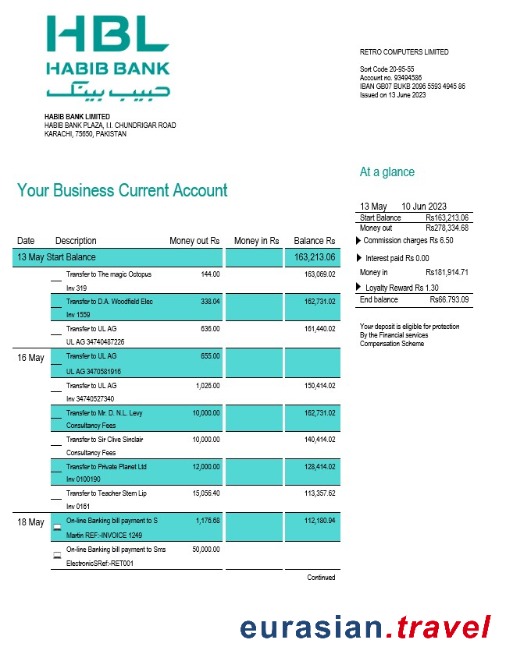 HBL
HABIB BANK
حبیب بینک
HABIB BANK LIMITED
HABIB BANK PLAZA, I.I. CHUNDRIGAR ROAD
KARACHI, 75650, PAKISTAN
RETRO COMPUTERS LIMITED
Sort Code 20-95-55
Account no. 93494586
IBAN GB07 BUKB 2096 5593 4945 86
Issued on 13 June 2023
At a glance
13 May 10 Jun 2023
Start Balance Rs163,213.06
Money out Rs278,334.68
Commission charges Rs 6.50
Interest paid Rs 0.00
Money in Rs181,914.71
Loyalty Reward Rs 1.30
End balance Rs66.793.09
Your deposit is eligible for protection
By the Financial services
Compensation Scheme
Your Business Current Account
Date Description Money out Rs Money in Rs Balance Rs
13 May Start Balance 163,213.06
Transfer to The magic Octopus 144.00 163,069.02
Inv 319
Transfer to D.A. Woodfield Elec 338.04 162,731.02
Inv 1559
Transfer to UL AG 636.00 161,440.02
UL AG 34740487226
16 May Transfer to UL AG 655.00
UL AG 3470581916
Transfer to UL AG 1,026.00 150,414.02
Inv 34740527340
Transfer to Mr. D. N.L. Levy 10,000.00 162,731.02
Consultancy Fees
Transfer to Sir Clive Sinclair 10,000.00 140,414.02
Consultancy Fees
Transfer to Private Planet Ltd 12,000.00 128,414.02
Inv 0100190
Transfer to Teacher Stern Lip 15,056.40 113,357.62
Inv 0161
18 May On-line Banking bill payment to S 1,176.68 112,180.94
Martin REF:-INVOICE 1249
On-line Banking bill payment to Sms 50,000.00
ElectronicSRef:-RET001
Continued
eurasian.travel